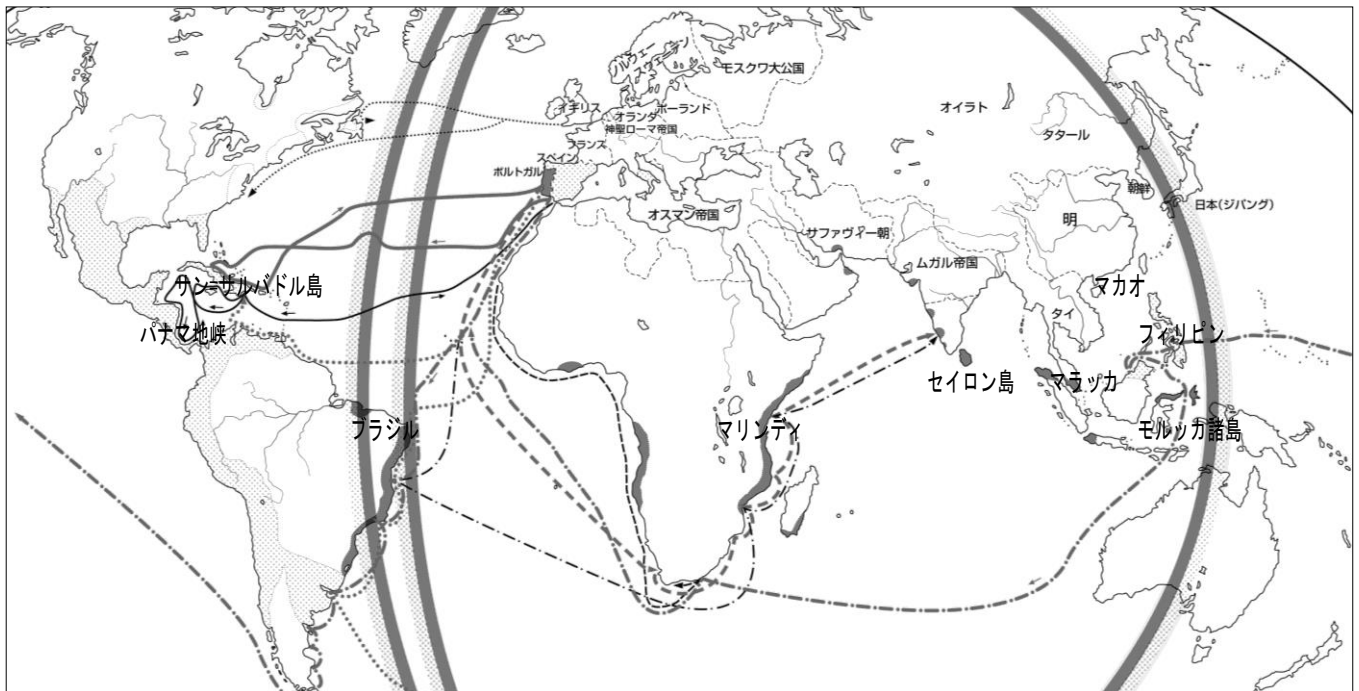 ノルウェー
スウェーデン
モスクワ大公国
イギリス
オランダ
ポーランド
神聖ローマ帝国
フランス
スペイン
ポルトガル
オイラト
タタール
朝鮮
日本(ジパング)
明
オスマン帝国
サファヴィー朝
ムガル帝国
タイ
マカオ
サン=サルバドル島
パナマ地峡
フィリピン
セイロン島
マラッカ
ブラジル
マリンディ
モルッカ諸島